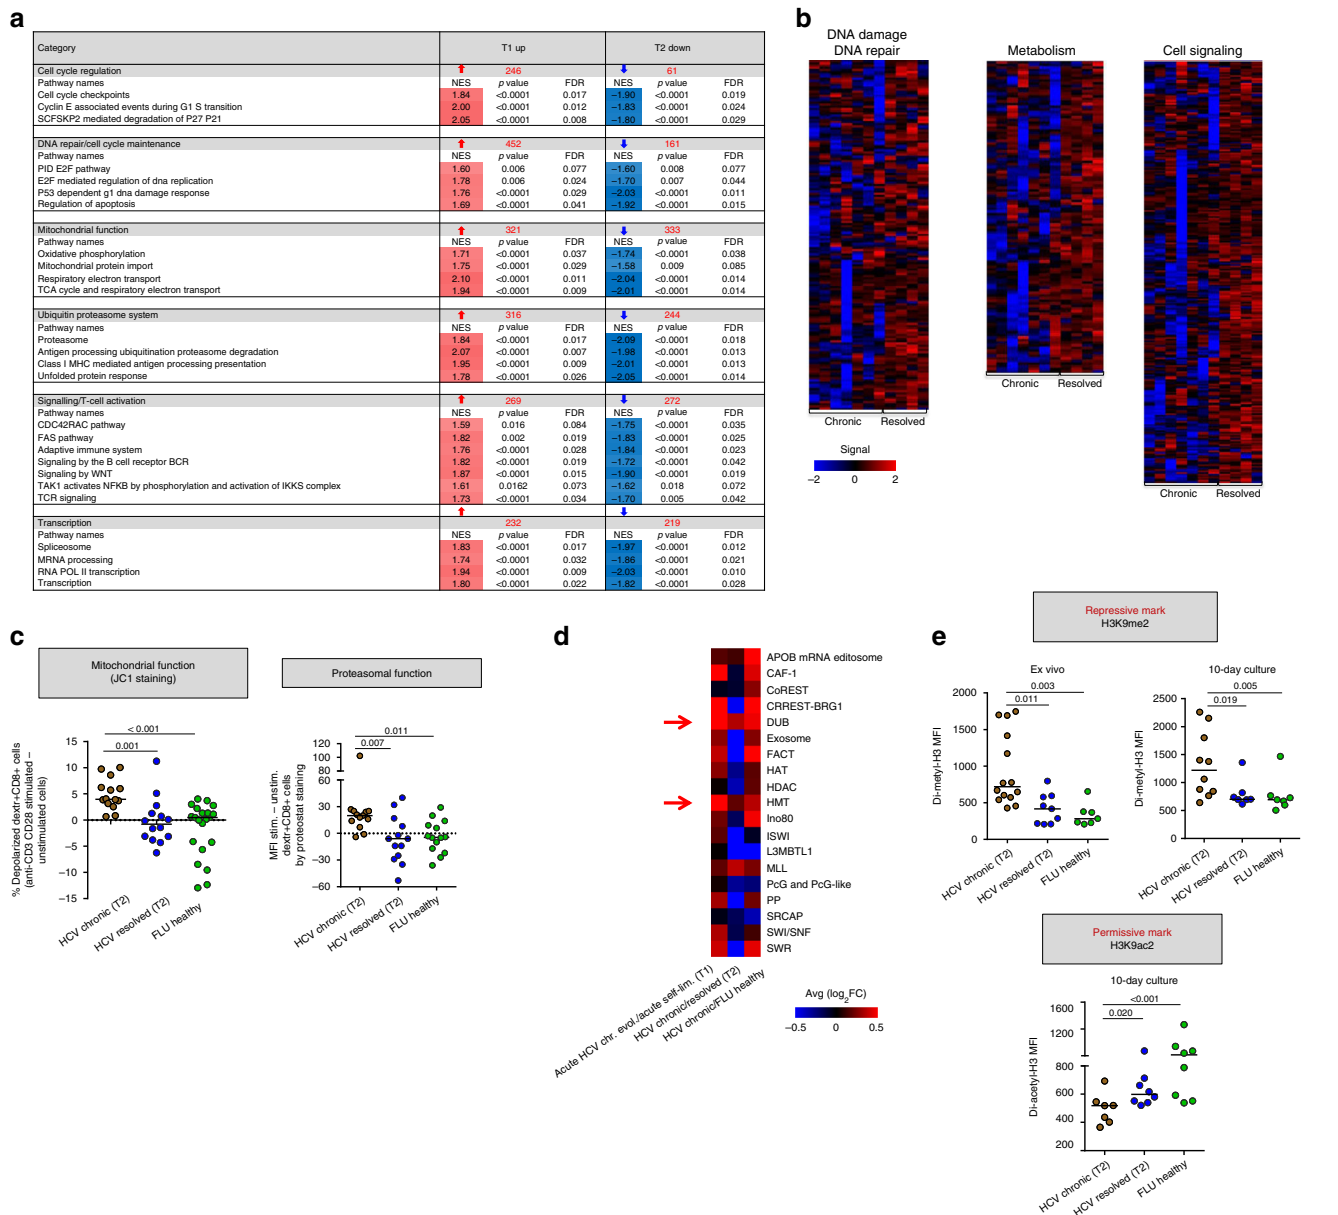 a
Category T1 up T2 down
Cell cycle regulation 246 61
Pathway names NES p value FDR NES p value FDR
Cell cycle checkpoints 1.84 <0.0001 0.017 −1.90 <0.0001 0.019
Cyclin E associated events during G1 S transition 2.00 <0.0001 0.012 −1.83 <0.0001 0.024
SCFSKP2 mediated degradation of P27 P21 2.05 <0.0001 0.008 −1.80 <0.0001 0.029
DNA repair/cell cycle maintenance 452 161
Pathway names NES p value FDR NES p value FDR
PID E2F pathway 1.60 0.006 0.077 −1.60 0.008 0.077
E2F mediated regulation of dna replication 1.78 0.006 0.024 −1.70 0.007 0.044
P53 dependent g1 dna damage response 1.76 <0.0001 0.029 −2.03 <0.0001 0.011
Regulation of apoptosis 1.69 <0.0001 0.041 −1.92 <0.0001 0.015
Mitochondrial function 321 333
Pathway names NES p value FDR NES p value FDR
Oxidative phosphorylation 1.71 <0.0001 0.037 −1.74 <0.0001 0.038
Mitochondrial protein import 1.75 <0.0001 0.029 −1.58 0.009 0.085
Respiratory electron transport 2.10 <0.0001 0.011 −2.04 <0.0001 0.014
TCA cycle and respiratory electron transport 1.94 <0.0001 0.009 −2.01 <0.0001 0.014
Ubiquitin proteasome system 316 244
Pathway names NES p value FDR NES p value FDR
Proteasome 1.84 <0.0001 0.017 −2.09 <0.0001 0.018
Antigen processing ubiquitination proteasome degradation 2.07 <0.0001 0.007 −1.98 <0.0001 0.013
Class I MHC mediated antigen processing presentation 1.95 <0.0001 0.009 −2.01 <0.0001 0.013
Unfolded protein response 1.78 <0.0001 0.026 −2.05 <0.0001 0.014
Signalling/T-cell activation 269 272
Pathway names NES p value FDR NES p value FDR
CDC42RAC pathway 1.59 0.016 0.084 −1.75 <0.0001 0.035
FAS pathway 1.82 0.002 0.019 −1.83 <0.0001 0.025
Adaptive immune system 1.76 <0.0001 0.028 −1.84 <0.0001 0.023
Signaling by the B cell receptor BCR 1.82 <0.0001 0.019 −1.72 <0.0001 0.042
Signaling by WNT 1.87 <0.0001 0.015 −1.90 <0.0001 0.019
TAK1 activates NFKB by phosphorylation and activation of IKKS complex 1.61 0.0162 0.073 −1.62 0.018 0.072
TCR signaling 1.73 <0.0001 0.034 −1.70 0.005 0.042
Transcription 232 219
Pathway names NES p value FDR NES p value FDR
Spliceosome 1.83 <0.0001 0.017 −1.97 <0.0001 0.012
MRNA processing 1.74 <0.0001 0.032 −1.86 <0.0001 0.021
RNA POL II transcription 1.94 <0.0001 0.009 −2.03 <0.0001 0.010
Transcription 1.80 <0.0001 0.022 −1.82 <0.0001 0.028
b
DNA damage
DNA repair
Metabolism
Cell signaling
Chronic Resolved
Chronic Resolved
Chronic Resolved
Signal
−2 0 2
c
Mitochondrial function
(JC1 staining)
< 0.001
0.001
% Depolarized dextr+CD8+ cells
(anti-CD3 CD28 stimulated –
unstimulated cells)
15
10
5
0
−5
−10
−15
HCV chronic (T2)
HCV resolved (T2)
FLU healthy
Proteasomal function
0.011
0.007
MFI stim. – unstim.
dextr+CD8+ cells
by proteostat staining
120
100
80
60
30
0
−30
−60
HCV chronic (T2)
HCV resolved (T2)
FLU healthy
d
APOB mRNA editosome
CAF-1
CoREST
CRREST-BRG1
DUB
Exosome
FACT
HAT
HDAC
HMT
Ino80
ISWI
L3MBTL1
MLL
PcG and PcG-like
PP
SRCAP
SWI/SNF
SWR
Acute HCV chr. evol./acute self-lim. (T1)
HCV chronic/resolved (T2)
HCV chronic/FLU healthy
Avg (log2FC)
−0.5 0 0.5
e
Repressive mark
H3K9me2
Ex vivo
0.003
0.011
Di-metyl-H3 MFI
2000
1500
1000
500
0
HCV chronic (T2)
HCV resolved (T2)
FLU healthy
10-day culture
0.005
0.019
Di-metyl-H3 MFI
2500
2000
1500
1000
500
0
HCV chronic (T2)
HCV resolved (T2)
FLU healthy
Permissive mark
H3K9ac2
10-day culture
<0.001
0.020
Di-acetyl-H3 MFI
1600
1200
800
600
400
200
HCV chronic (T2)
HCV resolved (T2)
FLU healthy